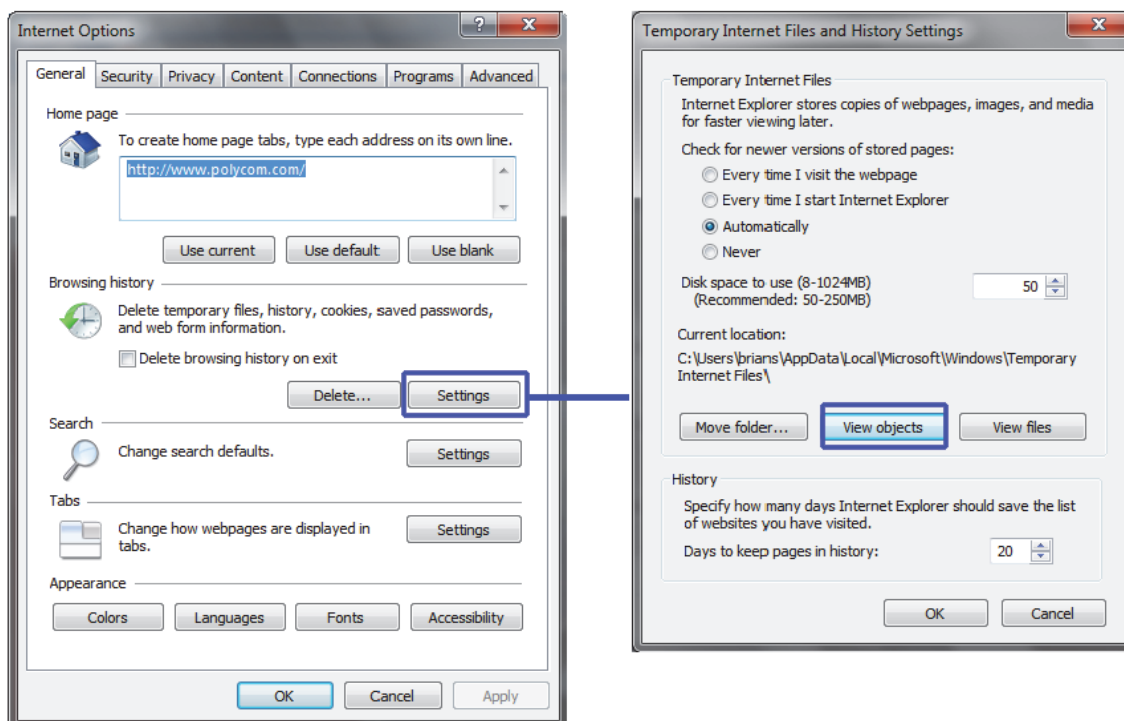 Internet Options
General Security Privacy Content Connections Programs Advanced
Home page
To create home page tabs, type each address on its own line.
http://www.polycom.com/
Use current Use default Use blank
Browsing history
Delete temporary files, history, cookies, saved passwords,
and web form information.
Delete browsing history on exit
Delete... Settings
Search
Change search defaults.
Settings
Tabs
Change how webpages are displayed in
tabs.
Settings
Appearance
Colors Languages Fonts Accessibility
OK Cancel Apply
Temporary Internet Files and History Settings
Temporary Internet Files
Internet Explorer stores copies of webpages, images, and media
for faster viewing later.
Check for newer versions of stored pages:
Every time I visit the webpage
Every time I start Internet Explorer
Automatically
Never
Disk space to use (8-1024MB)
(Recommended: 50-250MB)
50
Current location:
C:\Users\brians\AppData\Local\Microsoft\Windows\Temporary
Internet Files\
Move folder... View objects View files
History
Specify how many days Internet Explorer should save the list
of websites you have visited.
Days to keep pages in history: 20
OK Cancel